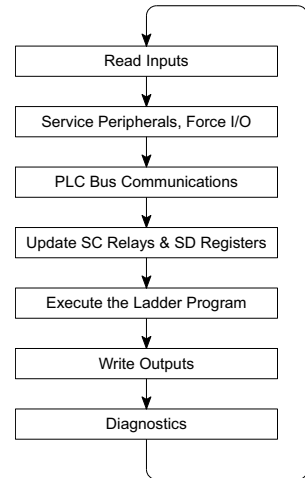 Read Inputs
Service Peripherals, Force I/O
PLC Bus Communications
Update SC Relays & SD Registers
Execute the Ladder Program
Write Outputs
Diagnostics